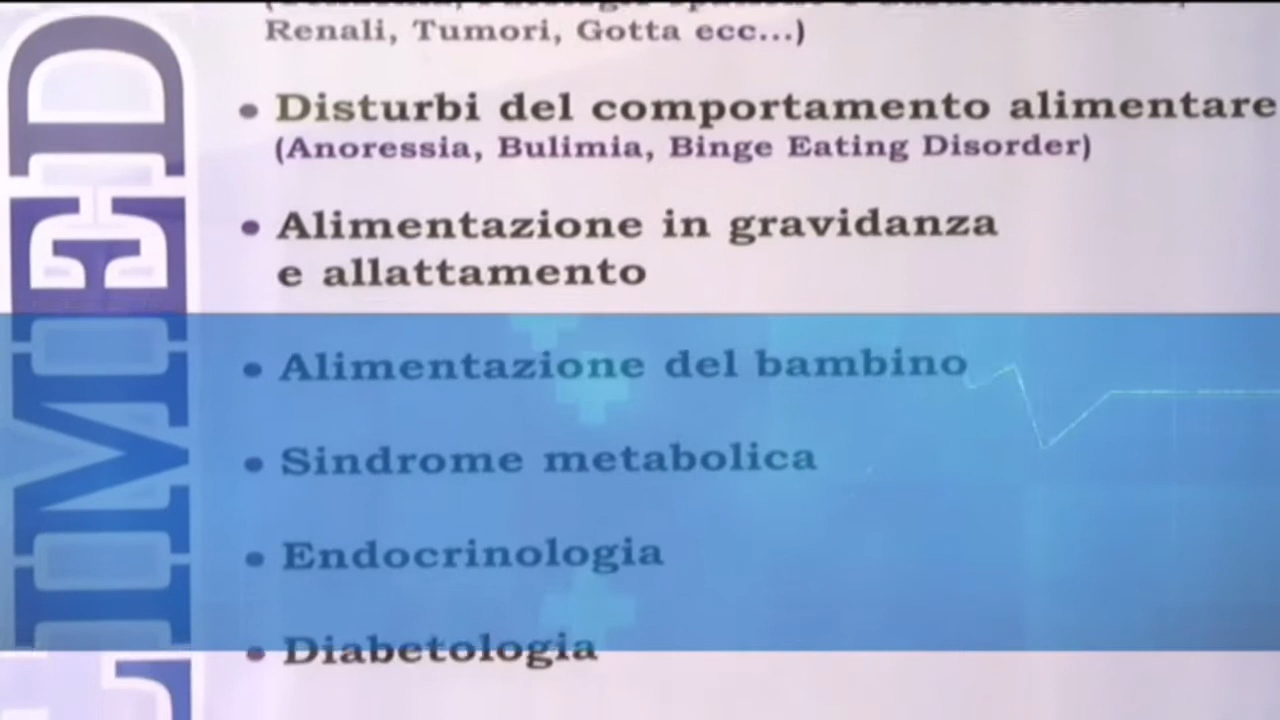 Renali, Tumori, Gotta ecc...)
• Disturbi del comportamento alimentare
(Anoressia, Bulimia, Binge Eating Disorder)
• Alimentazione in gravidanza
e allattamento
• Alimentazione del bambino
• Sindrome metabolica
• Endocrinologia
• Diabetologia
IMED